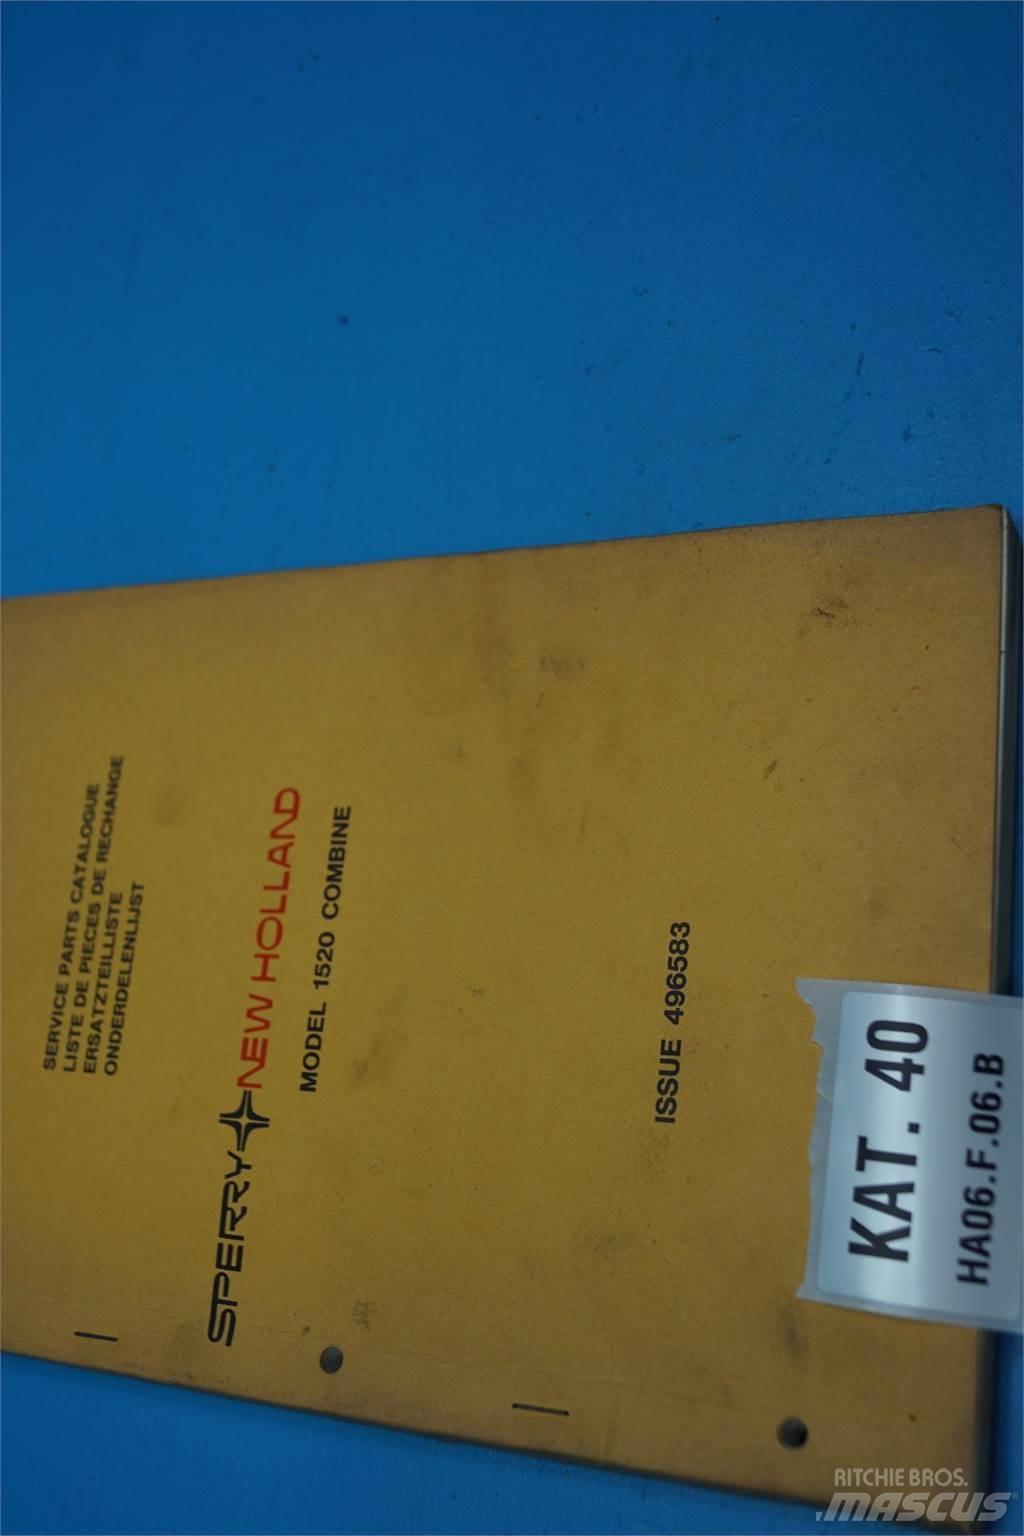 SERVICE PARTS CATALOGUE
LISTE DE PIECES DE RECHANGE
ERSATZTEILLISTE
ONDERDELENLIJST
SPERRY NEW HOLLAND
MODEL 1520 COMBINE
ISSUE 496583
KAT. 40
HA06.F.06.B
RITCHIE BROS.
MASCUS